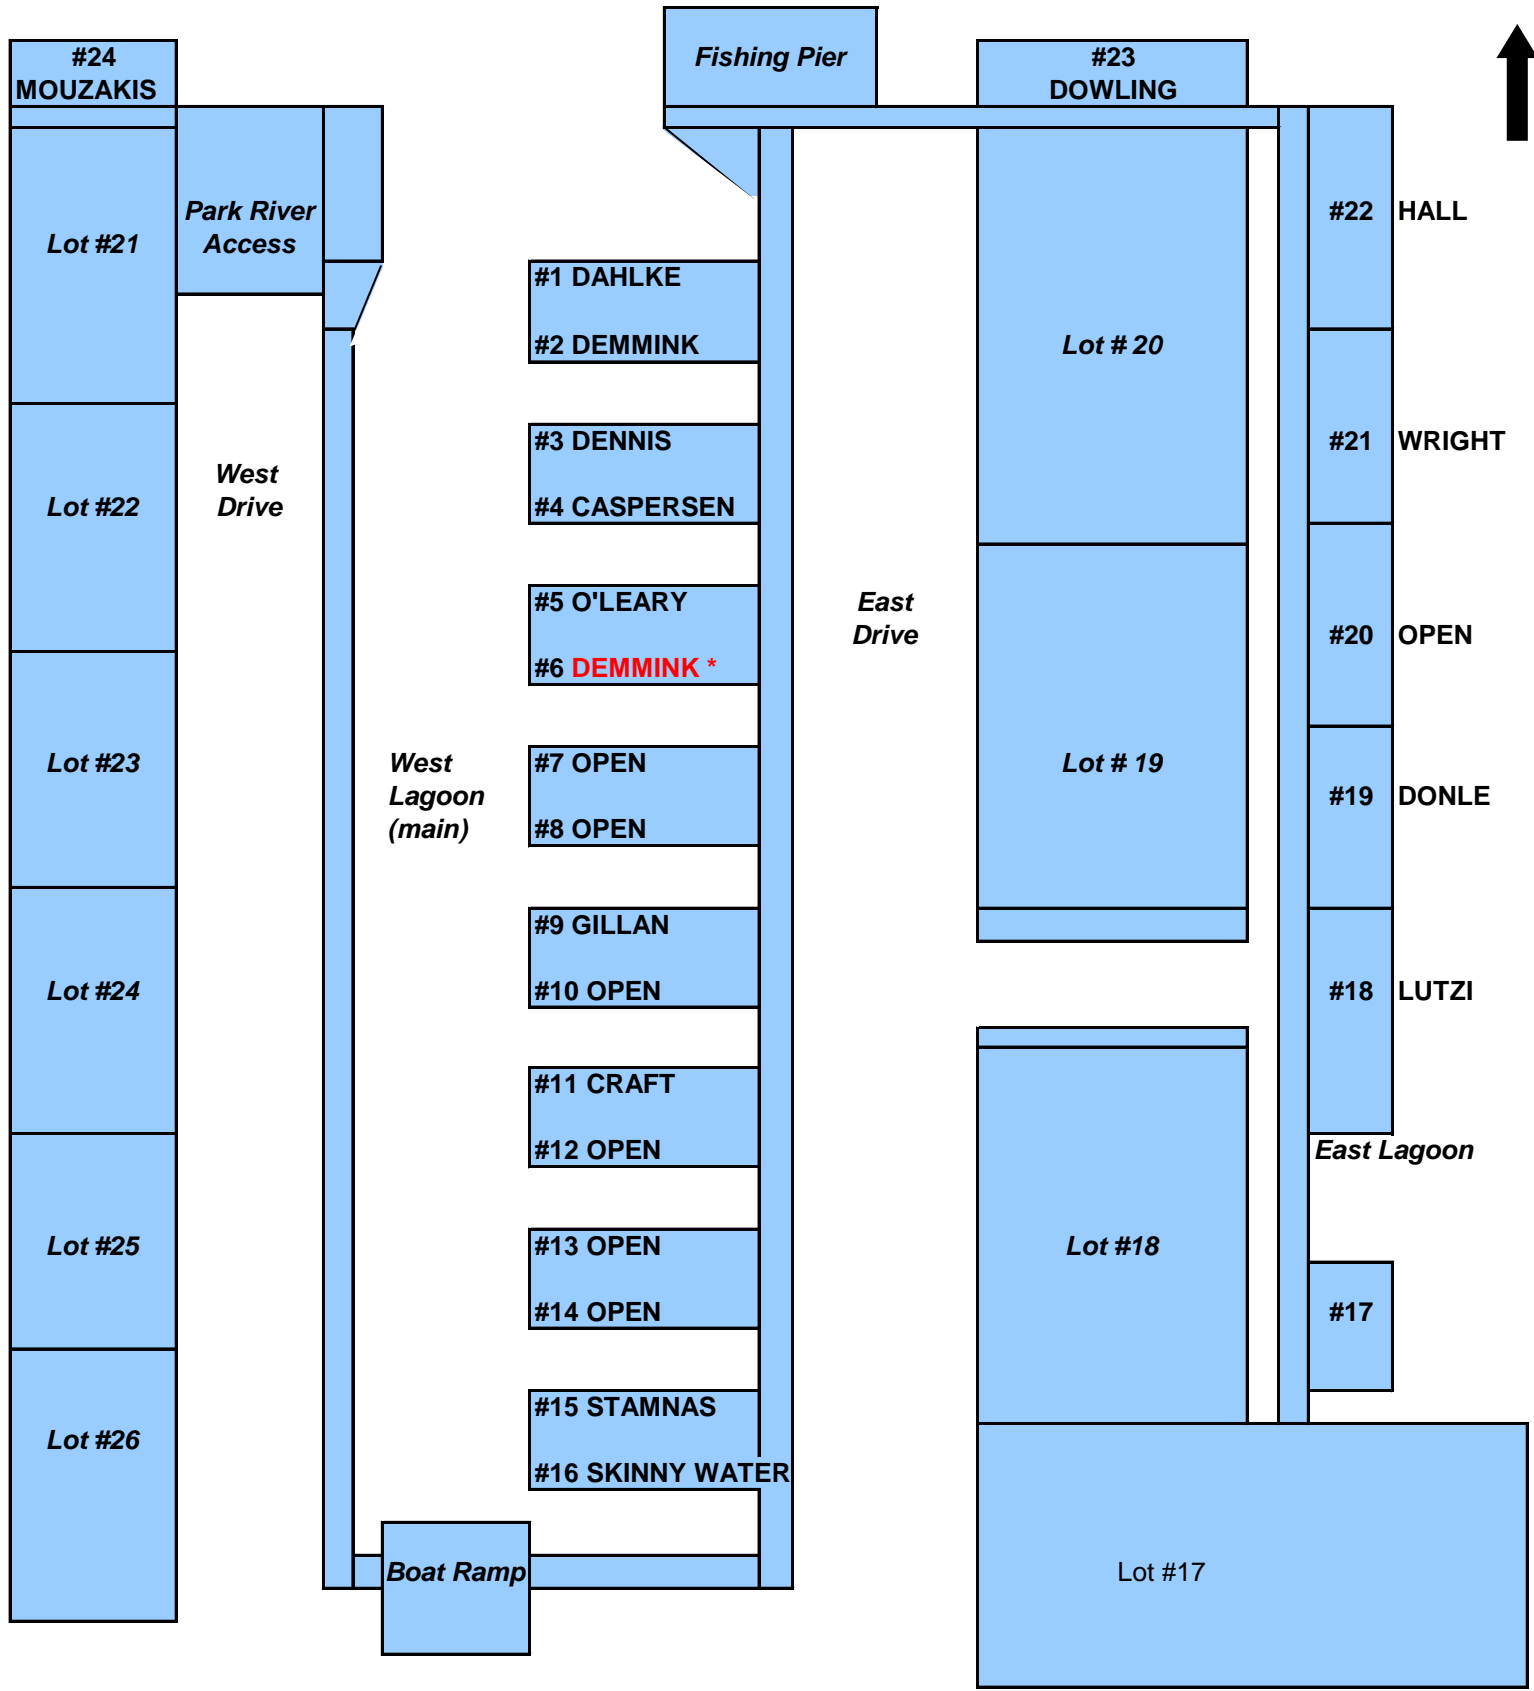 #24
MOUZAKIS
Fishing Pier
#23
DOWLING
Park River
Access
Lot #21
#22 HALL
#1 DAHLKE
#2 DEMMINK
Lot # 20
#3 DENNIS
#21 WRIGHT
West
Drive
Lot #22
#4 CASPERSEN
#5 O'LEARY
East
Drive
#20 OPEN
#6 DEMMINK *
Lot #23
West
Lagoon
(main)
#7 OPEN
Lot # 19
#19 DONLE
#8 OPEN
#9 GILLAN
Lot #24
#10 OPEN
#18 LUTZI
#11 CRAFT
#12 OPEN
East Lagoon
Lot #25
#13 OPEN
Lot #18
#14 OPEN
#17
#15 STAMNAS
Lot #26
#16 SKINNY WATER
Boat Ramp
Lot #17